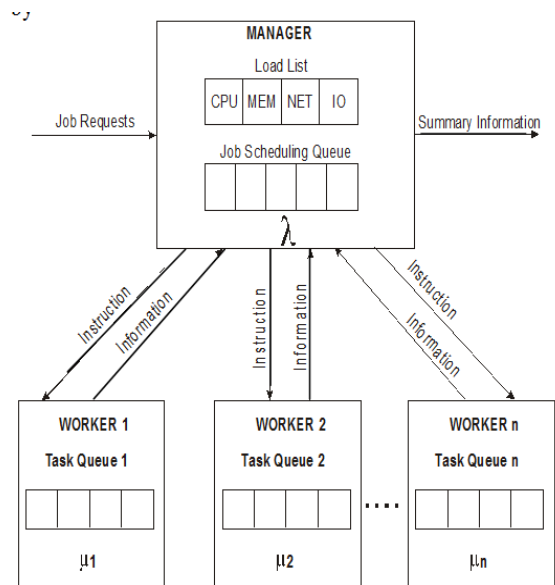 by
MANAGER
Load List
CPU MEM NET IO
Job Requests
Summary Information
Job Scheduling Queue
λ
Instruction
Information
Instruction
Information
Instruction
Information
WORKER 1
Task Queue 1
μ1
WORKER 2
Task Queue 2
μ2
....
WORKER n
Task Queue n
μn